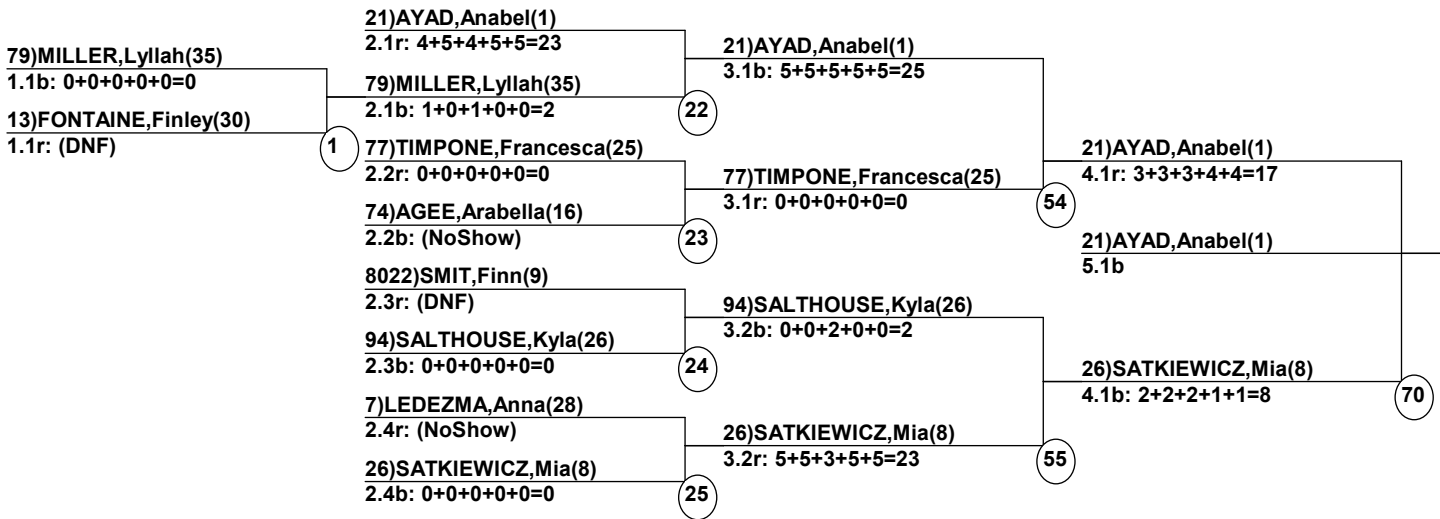 79)MILLER,Lyllah(35)
1.1b: 0+0+0+0+0=0
13)FONTAINE,Finley(30)
1.1r: (DNF)
1
21)AYAD,Anabel(1)
2.1r: 4+5+4+5+5=23
79)MILLER,Lyllah(35)
2.1b: 1+0+1+0+0=2
22
77)TIMPONE,Francesca(25)
2.2r: 0+0+0+0+0=0
74)AGEE,Arabella(16)
2.2b: (NoShow)
23
8022)SMIT,Finn(9)
2.3r: (DNF)
94)SALTHOUSE,Kyla(26)
2.3b: 0+0+0+0+0=0
24
7)LEDEZMA,Anna(28)
2.4r: (NoShow)
26)SATKIEWICZ,Mia(8)
2.4b: 0+0+0+0+0=0
25
21)AYAD,Anabel(1)
3.1b: 5+5+5+5+5=25
77)TIMPONE,Francesca(25)
3.1r: 0+0+0+0+0=0
54
94)SALTHOUSE,Kyla(26)
3.2b: 0+0+2+0+0=2
26)SATKIEWICZ,Mia(8)
3.2r: 5+5+3+5+5=23
55
21)AYAD,Anabel(1)
4.1r: 3+3+3+4+4=17
21)AYAD,Anabel(1)
5.1b
26)SATKIEWICZ,Mia(8)
4.1b: 2+2+2+1+1=8
70